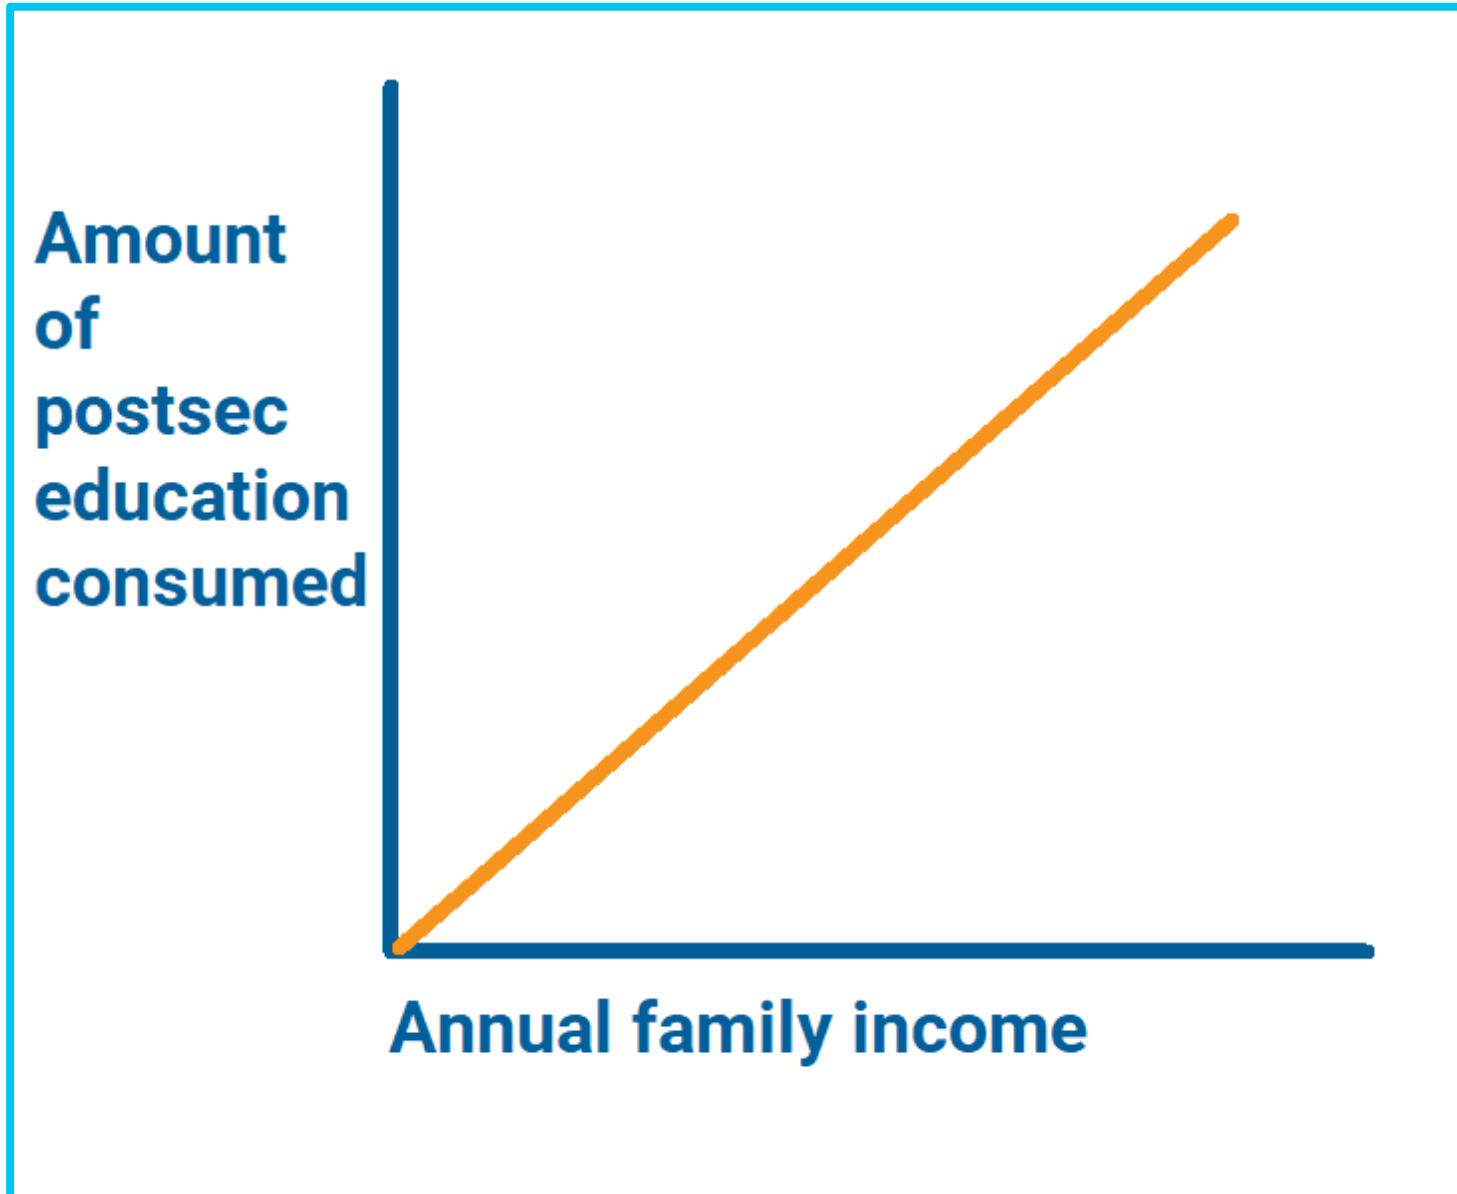 Amount
of
postsec
education
consumed
Annual family income